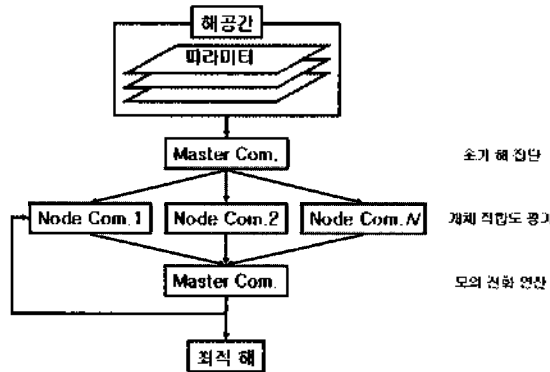 해공간
파라미터
Master Com.
초기 해 집단
Node Com.1
Node Com.2
Node Com.N
개체 적합도 평가
Master Com.
모의 진화 연산
최적 해